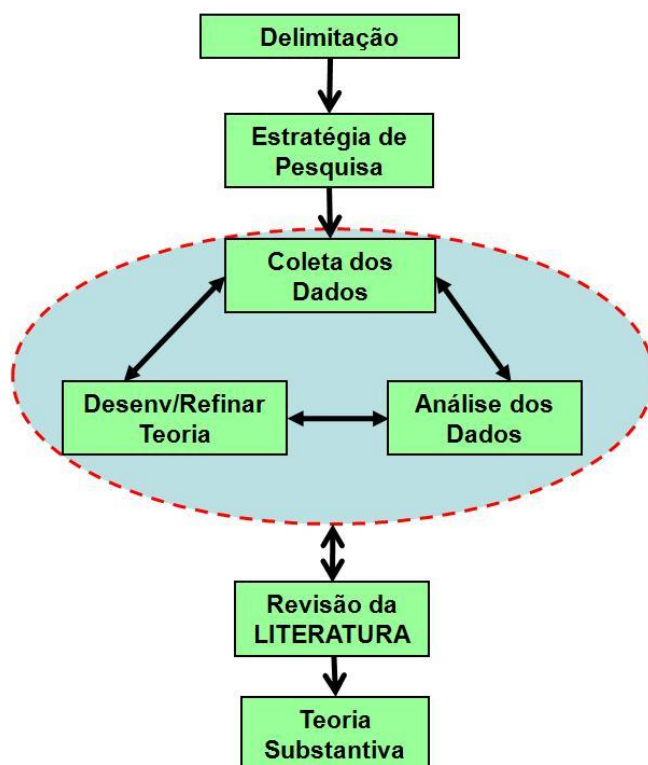 Delimitação
Estratégia de
Pesquisa
Coleta dos
Dados
Desenv/Refinar
Teoria
Análise dos
Dados
Revisão da
LITERATURA
Teoria
Substantiva